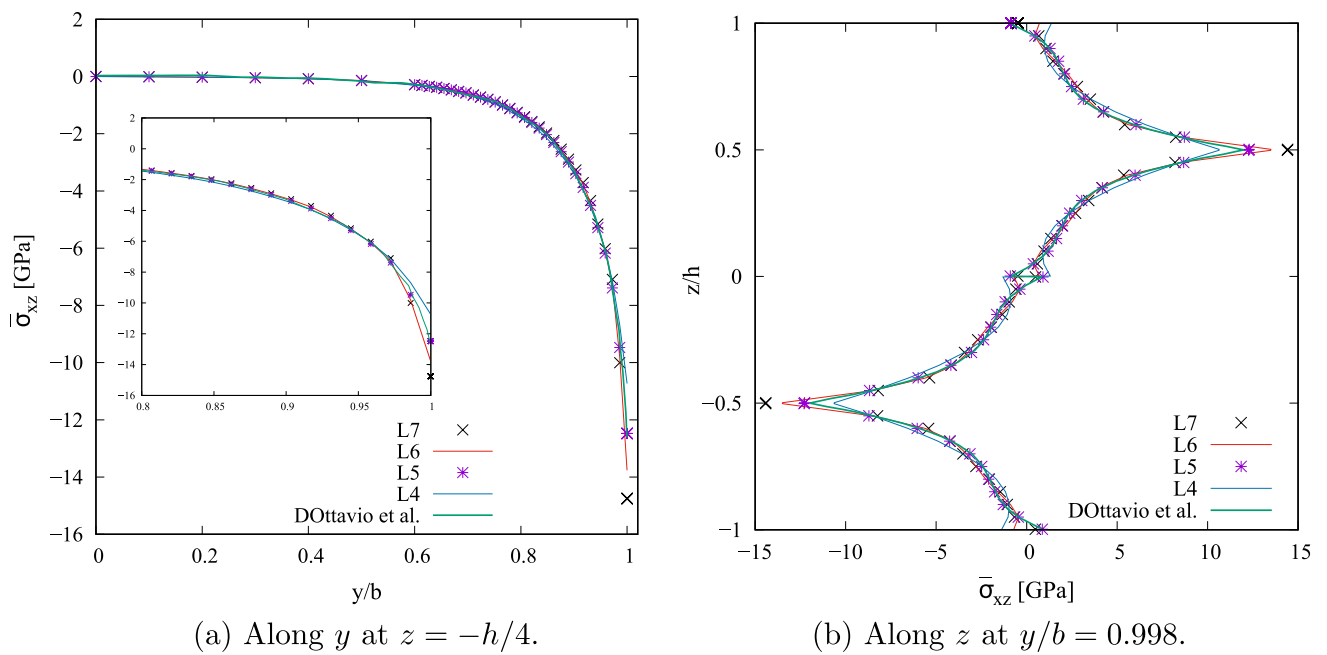 2
0
−2
−4
−6
−8
−10
−12
−14
−16
0
0.2
0.4
0.6
0.8
1
σ̅xz [GPa]
y/b
2
0
−2
−4
−6
−8
−10
−12
−14
−16
0.8
0.85
0.9
0.95
1
L7
L6
L5
L4
DOttavio et al.
(a) Along y at z = −h/4.
1
0.5
0
−0.5
−1
−15
−10
−5
0
5
10
15
z/h
σ̅xz [GPa]
L7
L6
L5
L4
DOttavio et al.
(b) Along z at y/b = 0.998.